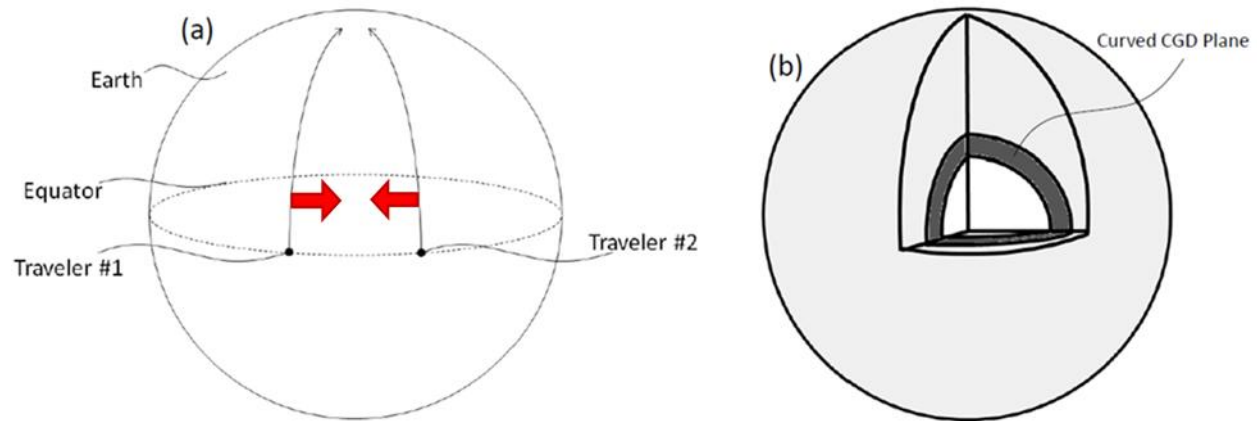 (a)
Earth
Equator
Traveler #1
Traveler #2
(b)
Curved CGD Plane